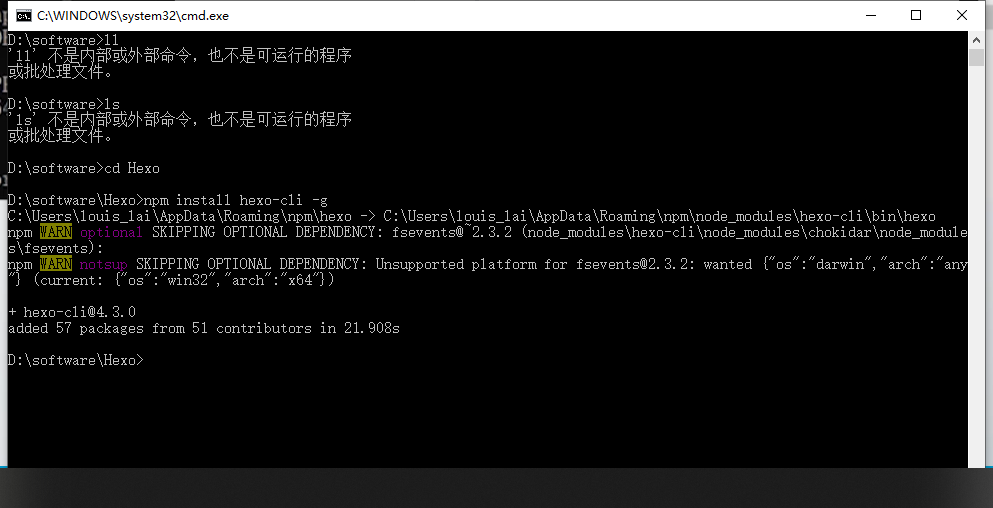 C:\WINDOWS\system32\cmd.exe
D:\software>ll
'll' 不是内部或外部命令，也不是可运行的程序
或批处理文件。
D:\software>ls
'ls' 不是内部或外部命令，也不是可运行的程序
或批处理文件。
D:\software>cd Hexo
D:\software\Hexo>npm install hexo-cli -g
C:\Users\louis_lai\AppData\Roaming\npm\hexo -> C:\Users\louis_lai\AppData\Roaming\npm\node_modules\hexo-cli\bin\hexo
npm WARN optional SKIPPING OPTIONAL DEPENDENCY: fsevents@~2.3.2 (node_modules\hexo-cli\node_modules\chokidar\node_module
s\fsevents):
npm WARN notsup SKIPPING OPTIONAL DEPENDENCY: Unsupported platform for fsevents@2.3.2: wanted {"os":"darwin","arch":"any
"} (current: {"os":"win32","arch":"x64"})
+ hexo-cli@4.3.0
added 57 packages from 51 contributors in 21.908s
D:\software\Hexo>